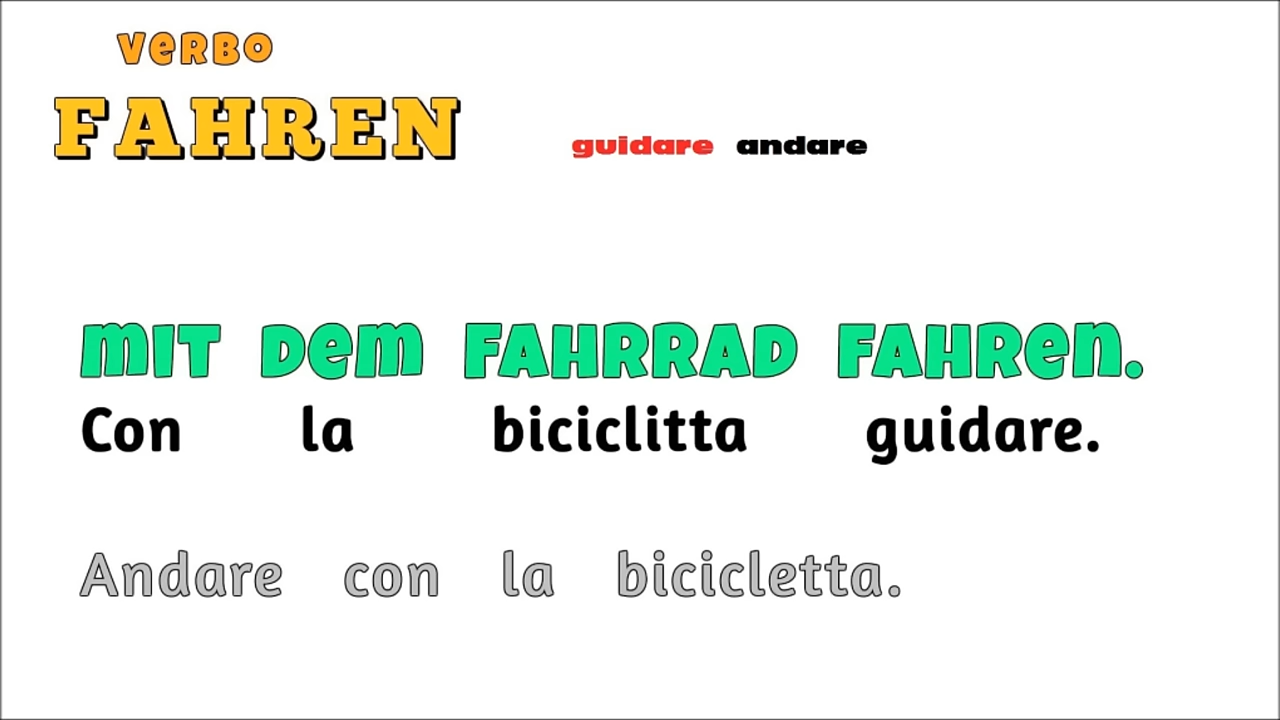 VERBO
FAHREN
guidare andare
mit dem FAHRRAD FAHREN.
Con la biciclitta guidare.
Andare con la bicicletta.